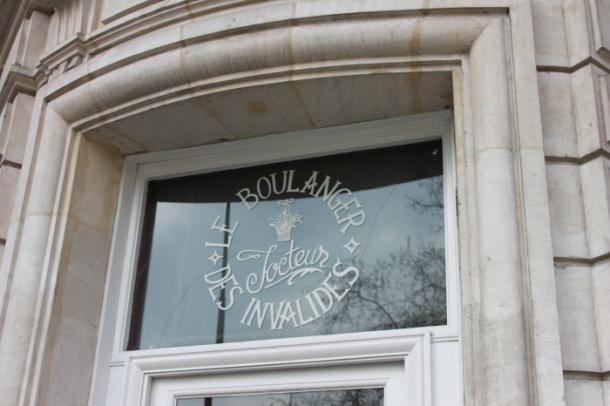 LE BOULANGER
Jocteur
DES INVALIDES